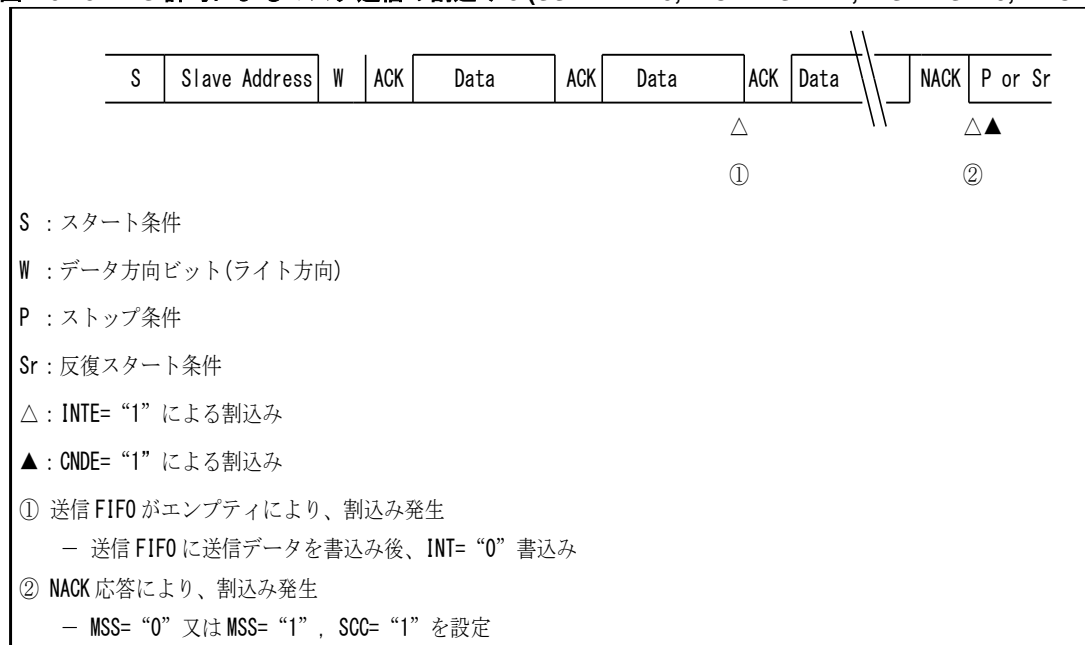 S Slave Address W ACK Data ACK Data ACK Data NACK P or Sr
△ △▲
① ②
S ：スタート条件
W ：データ方向ビット(ライト方向)
P ：ストップ条件
Sr：反復スタート条件
△：INTE= “1” による割込み
▲：CNDE= “1” による割込み
① 送信 FIFO がエンプティにより、割込み発生
－ 送信 FIFO に送信データを書込み後、INT= “0” 書込み
② NACK 応答により、割込み発生
－ MSS= “0” 又は MSS= “1” , SCC= “1” を設定